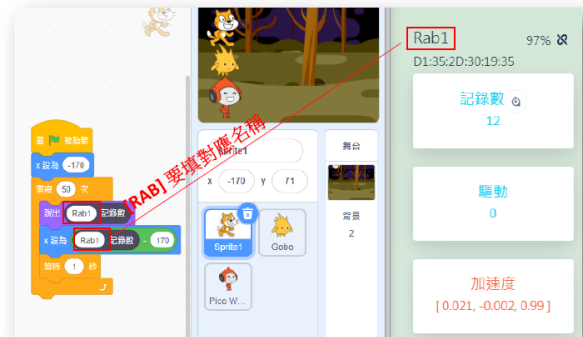 當 被點擊
x 設為 -170
重複 50 次
說出 Rab1 記錄數
x 設為 Rab1 記錄數 - 170
等待 1 秒
[RAB] 要填對應名稱
Sprite1
x -170 y 71
Sprite1
Gobo
Pico W...
舞台
背景
2
Rab1 97%
D1:35:2D:30:19:35
記錄數
12
驅動
0
加速度
[ 0.021, -0.002, 0.99 ]